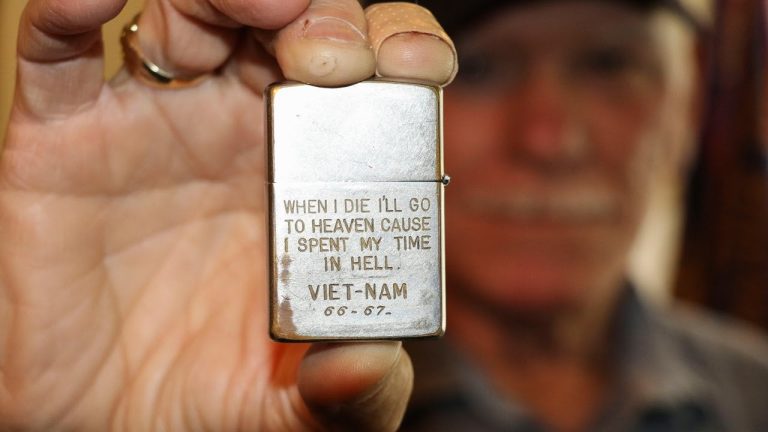 WHEN I DIE I'LL GO
TO HEAVEN CAUSE
I SPENT MY TIME
IN HELL.
VIET-NAM
66-67-